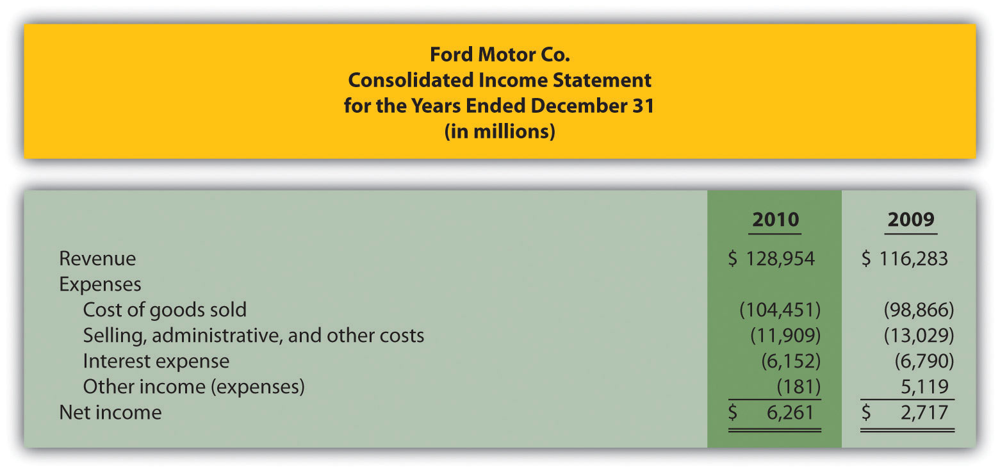 Ford Motor Co.
Consolidated Income Statement
for the Years Ended December 31
(in millions)
2010 2009
Revenue $ 128,954 $ 116,283
Expenses
Cost of goods sold (104,451) (98,866)
Selling, administrative, and other costs (11,909) (13,029)
Interest expense (6,152) (6,790)
Other income (expenses) (181) 5,119
Net income $ 6,261 $ 2,717